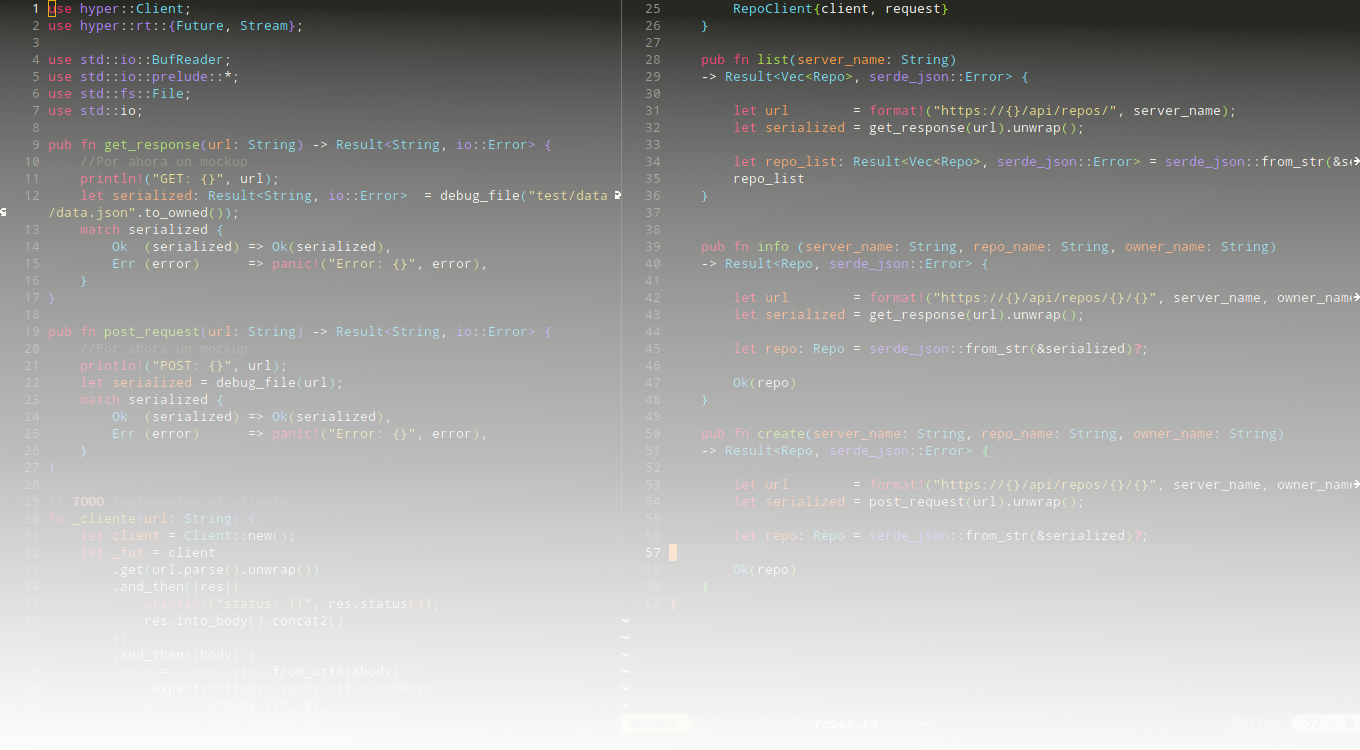 1 use hyper::Client;
2 use hyper::rt::{Future, Stream};
3
4 use std::io::BufReader;
5 use std::io::prelude::*;
6 use std::fs::File;
7 use std::io;
8
9 pub fn get_response(url: String) -> Result<String, io::Error> {
10 //Por ahora un mockup
11 println!("GET: {}", url);
12 let serialized: Result<String, io::Error>  = debug_file("test/data
/data.json".to_owned());
13 match serialized {
14 Ok  (serialized) => Ok(serialized),
15 Err (error)      => panic!("Error: {}", error),
16 }
17 }
18
19 pub fn post_request(url: String) -> Result<String, io::Error> {
20 //Por ahora un mockup
21 println!("POST: {}", url);
22 let serialized = debug_file(url);
23 match serialized {
24 Ok  (serialized) => Ok(serialized),
25 Err (error)      => panic!("Error: {}", error),
26 }
27 }
28
29 // TODO implementar el cliente
30 fn _cliente(url: String) {
31 let client = Client::new();
32 let _fut = client
33 .get(url.parse().unwrap())
34 .and_then(|res|{
35 println!("status: {}", res.status());
res.into_body().concat2()
})
.and_then(|body| {
::from_utf8(&body)
.expect("httpbin sends utf-8 JSON");
25 RepoClient{client, request}
26 }
27
28 pub fn list(server_name: String)
29 -> Result<Vec<Repo>, serde_json::Error> {
30
31 let url        = format!("https://{}/api/repos/", server_name);
32 let serialized = get_response(url).unwrap();
33
34 let repo_list: Result<Vec<Repo>, serde_json::Error> = serde_json::from_str(&se
35 repo_list
36 }
37
38
39 pub fn info (server_name: String, repo_name: String, owner_name: String)
40 -> Result<Repo, serde_json::Error> {
41
42 let url        = format!("https://{}/api/repos/{}/{}", server_name, owner_name
43 let serialized = get_response(url).unwrap();
44
45 let repo: Repo = serde_json::from_str(&serialized)?;
46
47 Ok(repo)
48 }
49
50 pub fn create(server_name: String, repo_name: String, owner_name: String)
51 -> Result<Repo, serde_json::Error> {
52
53 let url        = format!("https://{}/api/repos/{}/{}", server_name, owner_name
54 let serialized = post_request(url).unwrap();
55
56 let repo: Repo = serde_json::from_str(&serialized)?;
57
58 Ok(repo)
59 }
60 }
~
~
~
~
~
~
repos.rs